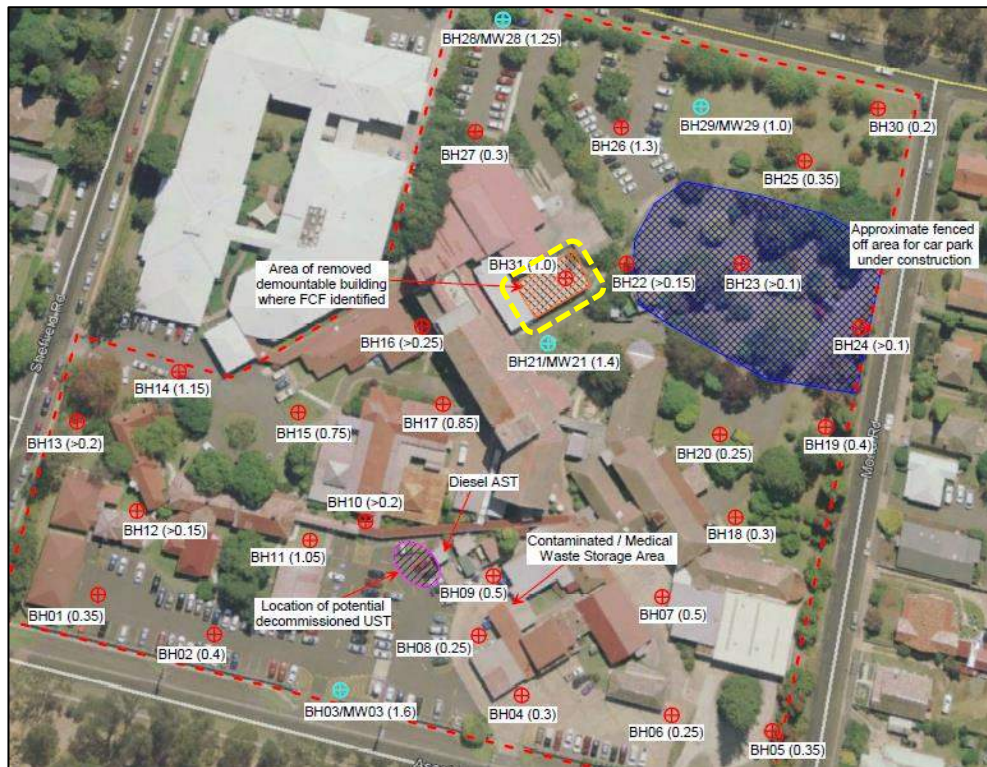 BH28/MW28 (1.25)
BH29/MW29 (1.0)
BH30 (0.2)
BH27 (0.3)
BH26 (1.3)
BH25 (0.35)
Approximate fenced
off area for car park
under construction
Area of removed
demountable building
where FCF identified
BH31 (1.0)
BH22 (>0.15)
BH23 (>0.1)
BH24 (>0.1)
BH16 (>0.25)
BH21/MW21 (1.4)
BH14 (1.15)
BH15 (0.75)
BH17 (0.85)
BH13 (>0.2)
BH19 (0.4)
BH20 (0.25)
Diesel AST
BH10 (>0.2)
BH12 (>0.15)
BH11 (1.05)
Contaminated / Medical
Waste Storage Area
BH18 (0.3)
BH09 (0.5)
Location of potential
decommissioned UST
BH01 (0.35)
BH07 (0.5)
BH02 (0.4)
BH08 (0.25)
BH03/MW03 (1.6)
BH04 (0.3)
BH06 (0.25)
BH05 (0.35)